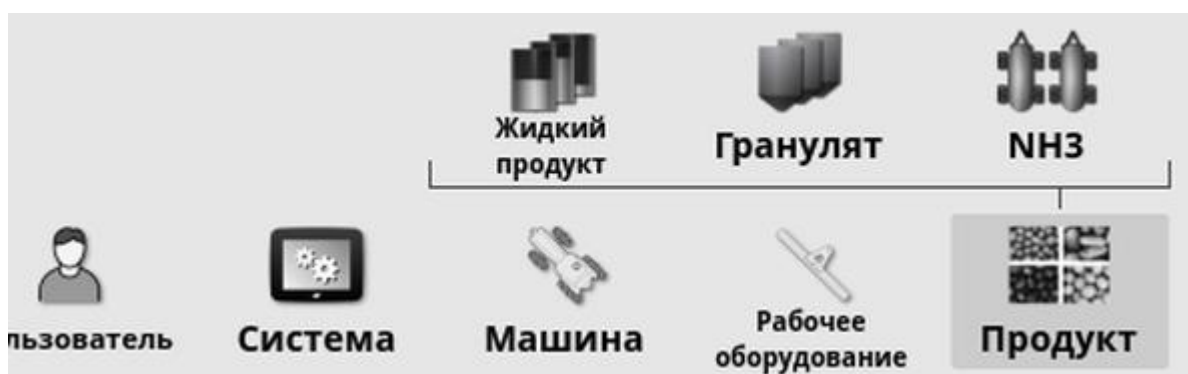 Жидкий
продукт
Гранулят
NH3
льзователь
Система
Машина
Рабочее
оборудование
Продукт